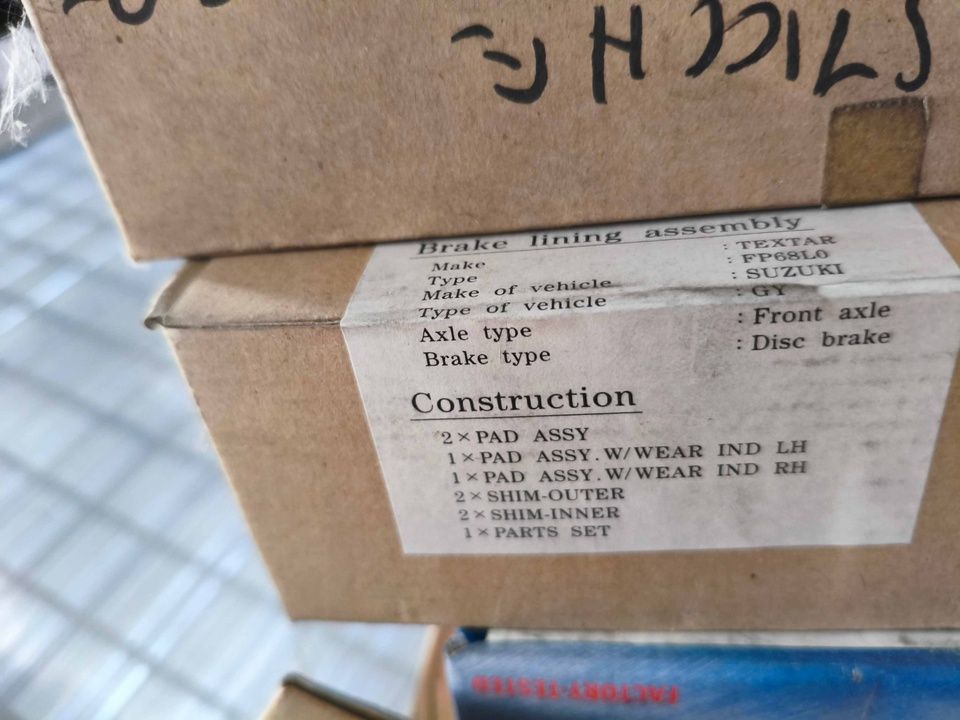 Brake lining assembly
Make : TEXTAR
Type : FP68L0
Make of vehicle : SUZUKI
Type of vehicle : GY
Axle type : Front axle
Brake type : Disc brake
Construction
2×PAD ASSY
1×PAD ASSY.W/WEAR IND LH
1×PAD ASSY.W/WEAR IND RH
2×SHIM-OUTER
2×SHIM-INNER
1×PARTS SET
FACTORY-TESTED